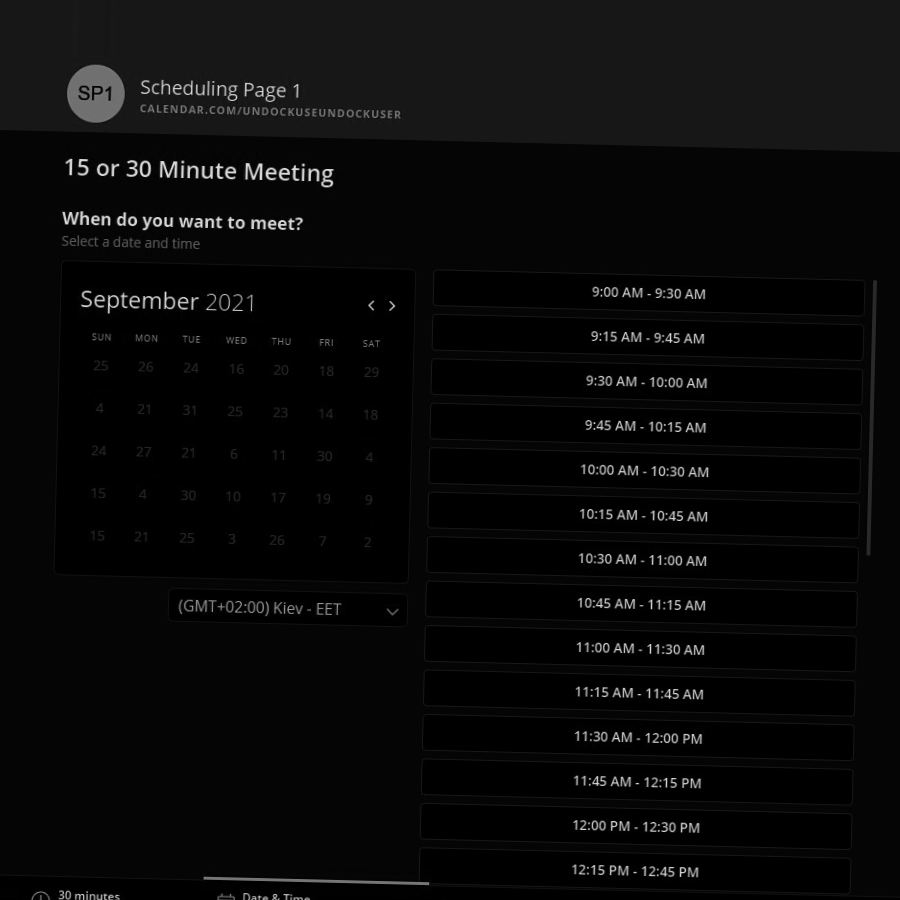 SP1
Scheduling Page 1
CALENDAR.COM/UNDOCKUSEUNDOCKUSER
15 or 30 Minute Meeting
When do you want to meet?
Select a date and time
September 2021
SUN MON TUE WED THU FRI SAT
25 26 24 16 20 18 29
4 21 31 25 23 14 18
24 27 21 6 11 30 4
15 4 30 10 17 19 9
15 21 25 3 26 7 2
(GMT+02:00) Kiev - EET
9:00 AM - 9:30 AM
9:15 AM - 9:45 AM
9:30 AM - 10:00 AM
9:45 AM - 10:15 AM
10:00 AM - 10:30 AM
10:15 AM - 10:45 AM
10:30 AM - 11:00 AM
10:45 AM - 11:15 AM
11:00 AM - 11:30 AM
11:15 AM - 11:45 AM
11:30 AM - 12:00 PM
11:45 AM - 12:15 PM
12:00 PM - 12:30 PM
12:15 PM - 12:45 PM
30 minutes
Date & Time